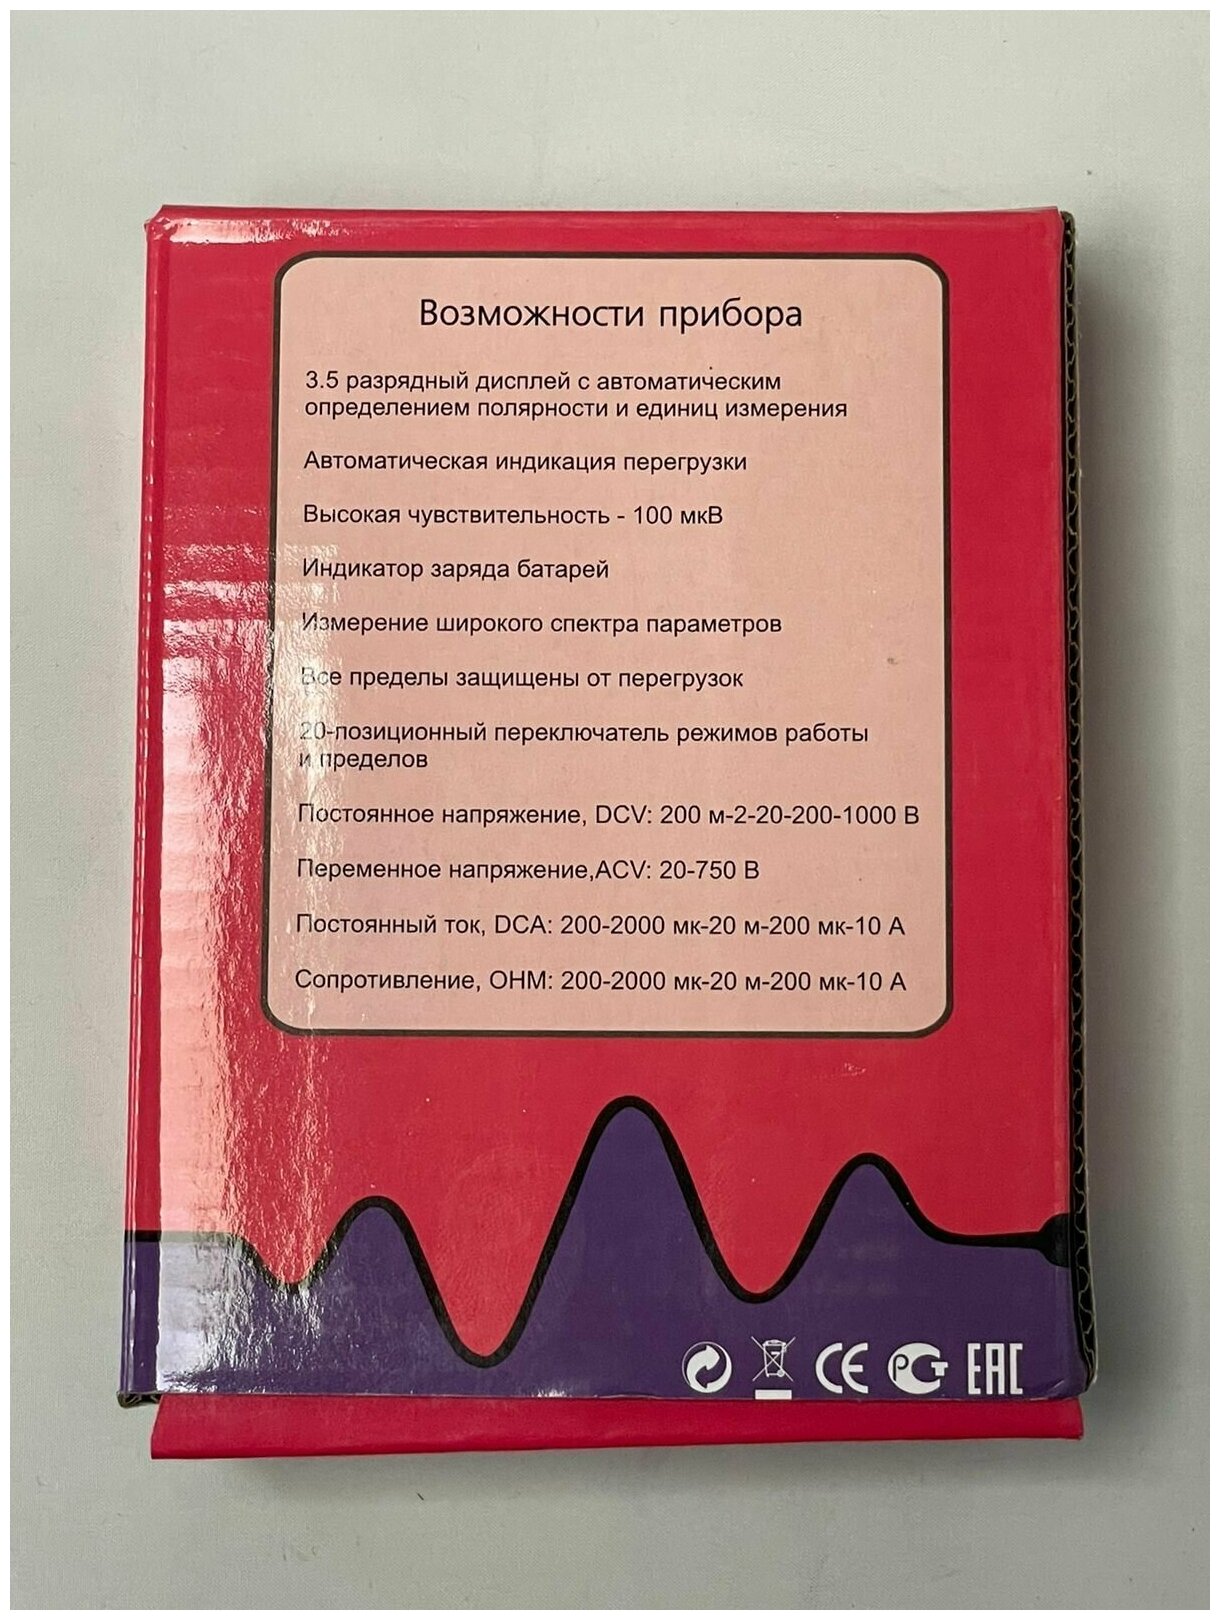 Возможности прибора
3.5 разрядный дисплей с автоматическим
определением полярности и единиц измерения
Автоматическая индикация перегрузки
Высокая чувствительность - 100 мкВ
Индикатор заряда батарей
Измерение широкого спектра параметров
Все пределы защищены от перегрузок
20-позиционный переключатель режимов работы
и пределов
Постоянное напряжение, DCV: 200 м-2-20-200-1000 В
Переменное напряжение,ACV: 20-750 В
Постоянный ток, DCA: 200-2000 мк-20 м-200 мк-10 А
Сопротивление, OHM: 200-2000 мк-20 м-200 мк-10 А
CE РСТ EAC